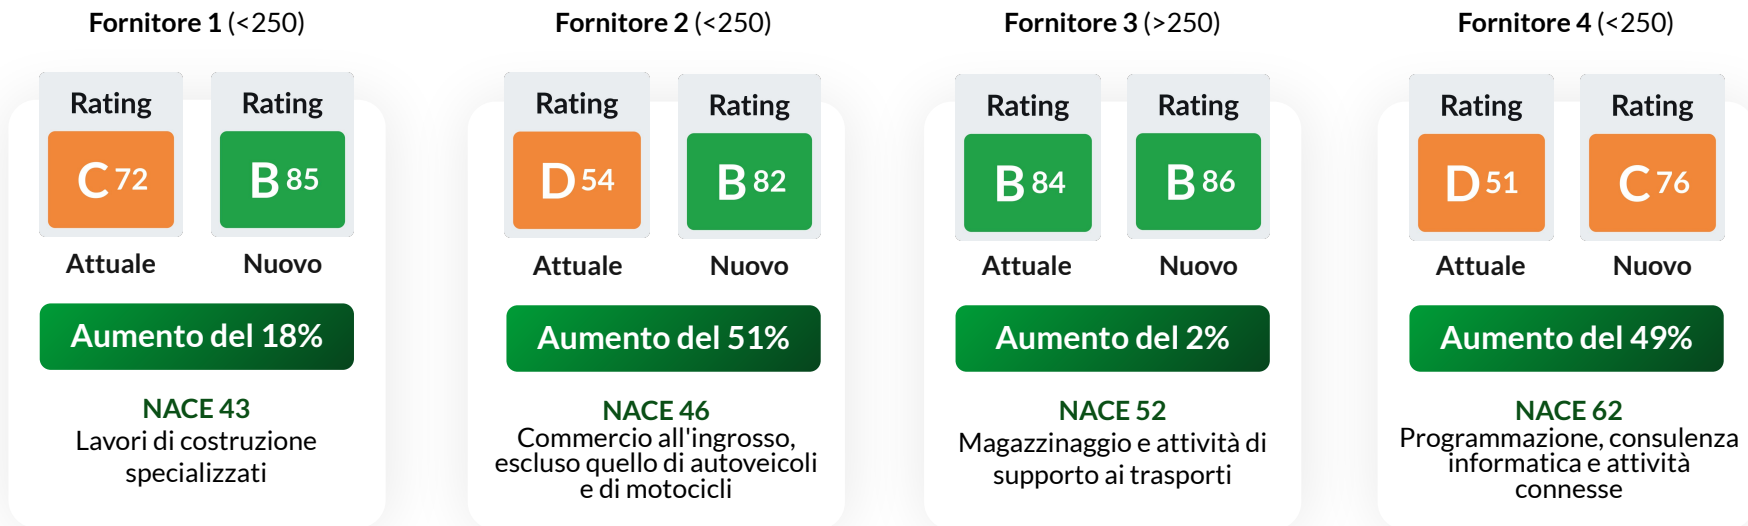 Fornitore 1 (<250)
Rating
C 72
Attuale
Rating
B 85
Nuovo
Aumento del 18%
NACE 43
Lavori di costruzione
specializzati
Fornitore 2 (<250)
Rating
D 54
Attuale
Rating
B 82
Nuovo
Aumento del 51%
NACE 46
Commercio all'ingrosso,
escluso quello di autoveicoli
e di motocicli
Fornitore 3 (>250)
Rating
B 84
Attuale
Rating
B 86
Nuovo
Aumento del 2%
NACE 52
Magazzinaggio e attività di
supporto ai trasporti
Fornitore 4 (<250)
Rating
D 51
Attuale
Rating
C 76
Nuovo
Aumento del 49%
NACE 62
Programmazione, consulenza
informatica e attività
connesse